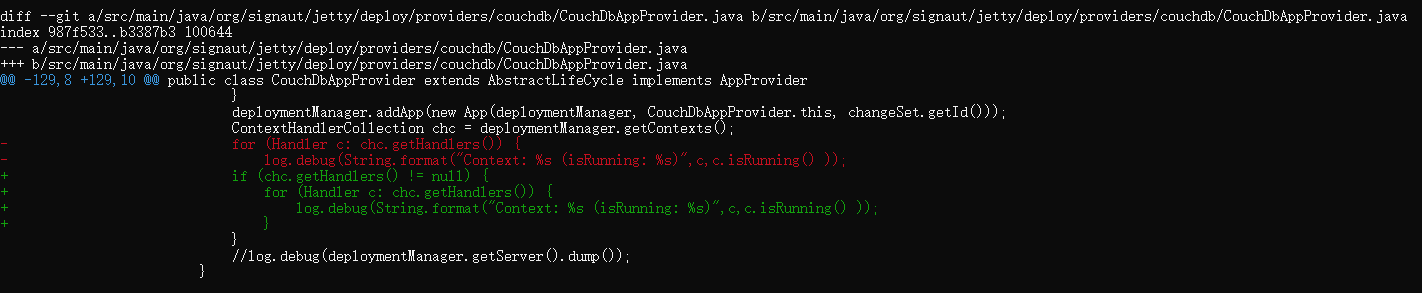 diff --git a/src/main/java/org/signaut/jetty/deploy/providers/couchdb/CouchDbAppProvider.java b/src/main/java/org/signaut/jetty/deploy/providers/couchdb/CouchDbAppProvider.java
index 987f533..b3387b3 100644
--- a/src/main/java/org/signaut/jetty/deploy/providers/couchdb/CouchDbAppProvider.java
+++ b/src/main/java/org/signaut/jetty/deploy/providers/couchdb/CouchDbAppProvider.java
@@ -129,8 +129,10 @@ public class CouchDbAppProvider extends AbstractLifeCycle implements AppProvider
                             }
                             deploymentManager.addApp(new App(deploymentManager, CouchDbAppProvider.this, changeSet.getId()));
                             ContextHandlerCollection chc = deploymentManager.getContexts();
-                            for (Handler c: chc.getHandlers()) {
-                                log.debug(String.format("Context: %s (isRunning: %s)",c,c.isRunning() ));
+                            if (chc.getHandlers() != null) {
+                                for (Handler c: chc.getHandlers()) {
+                                    log.debug(String.format("Context: %s (isRunning: %s)",c,c.isRunning() ));
+                                }
                             }
                             //log.debug(deploymentManager.getServer().dump());
                         }